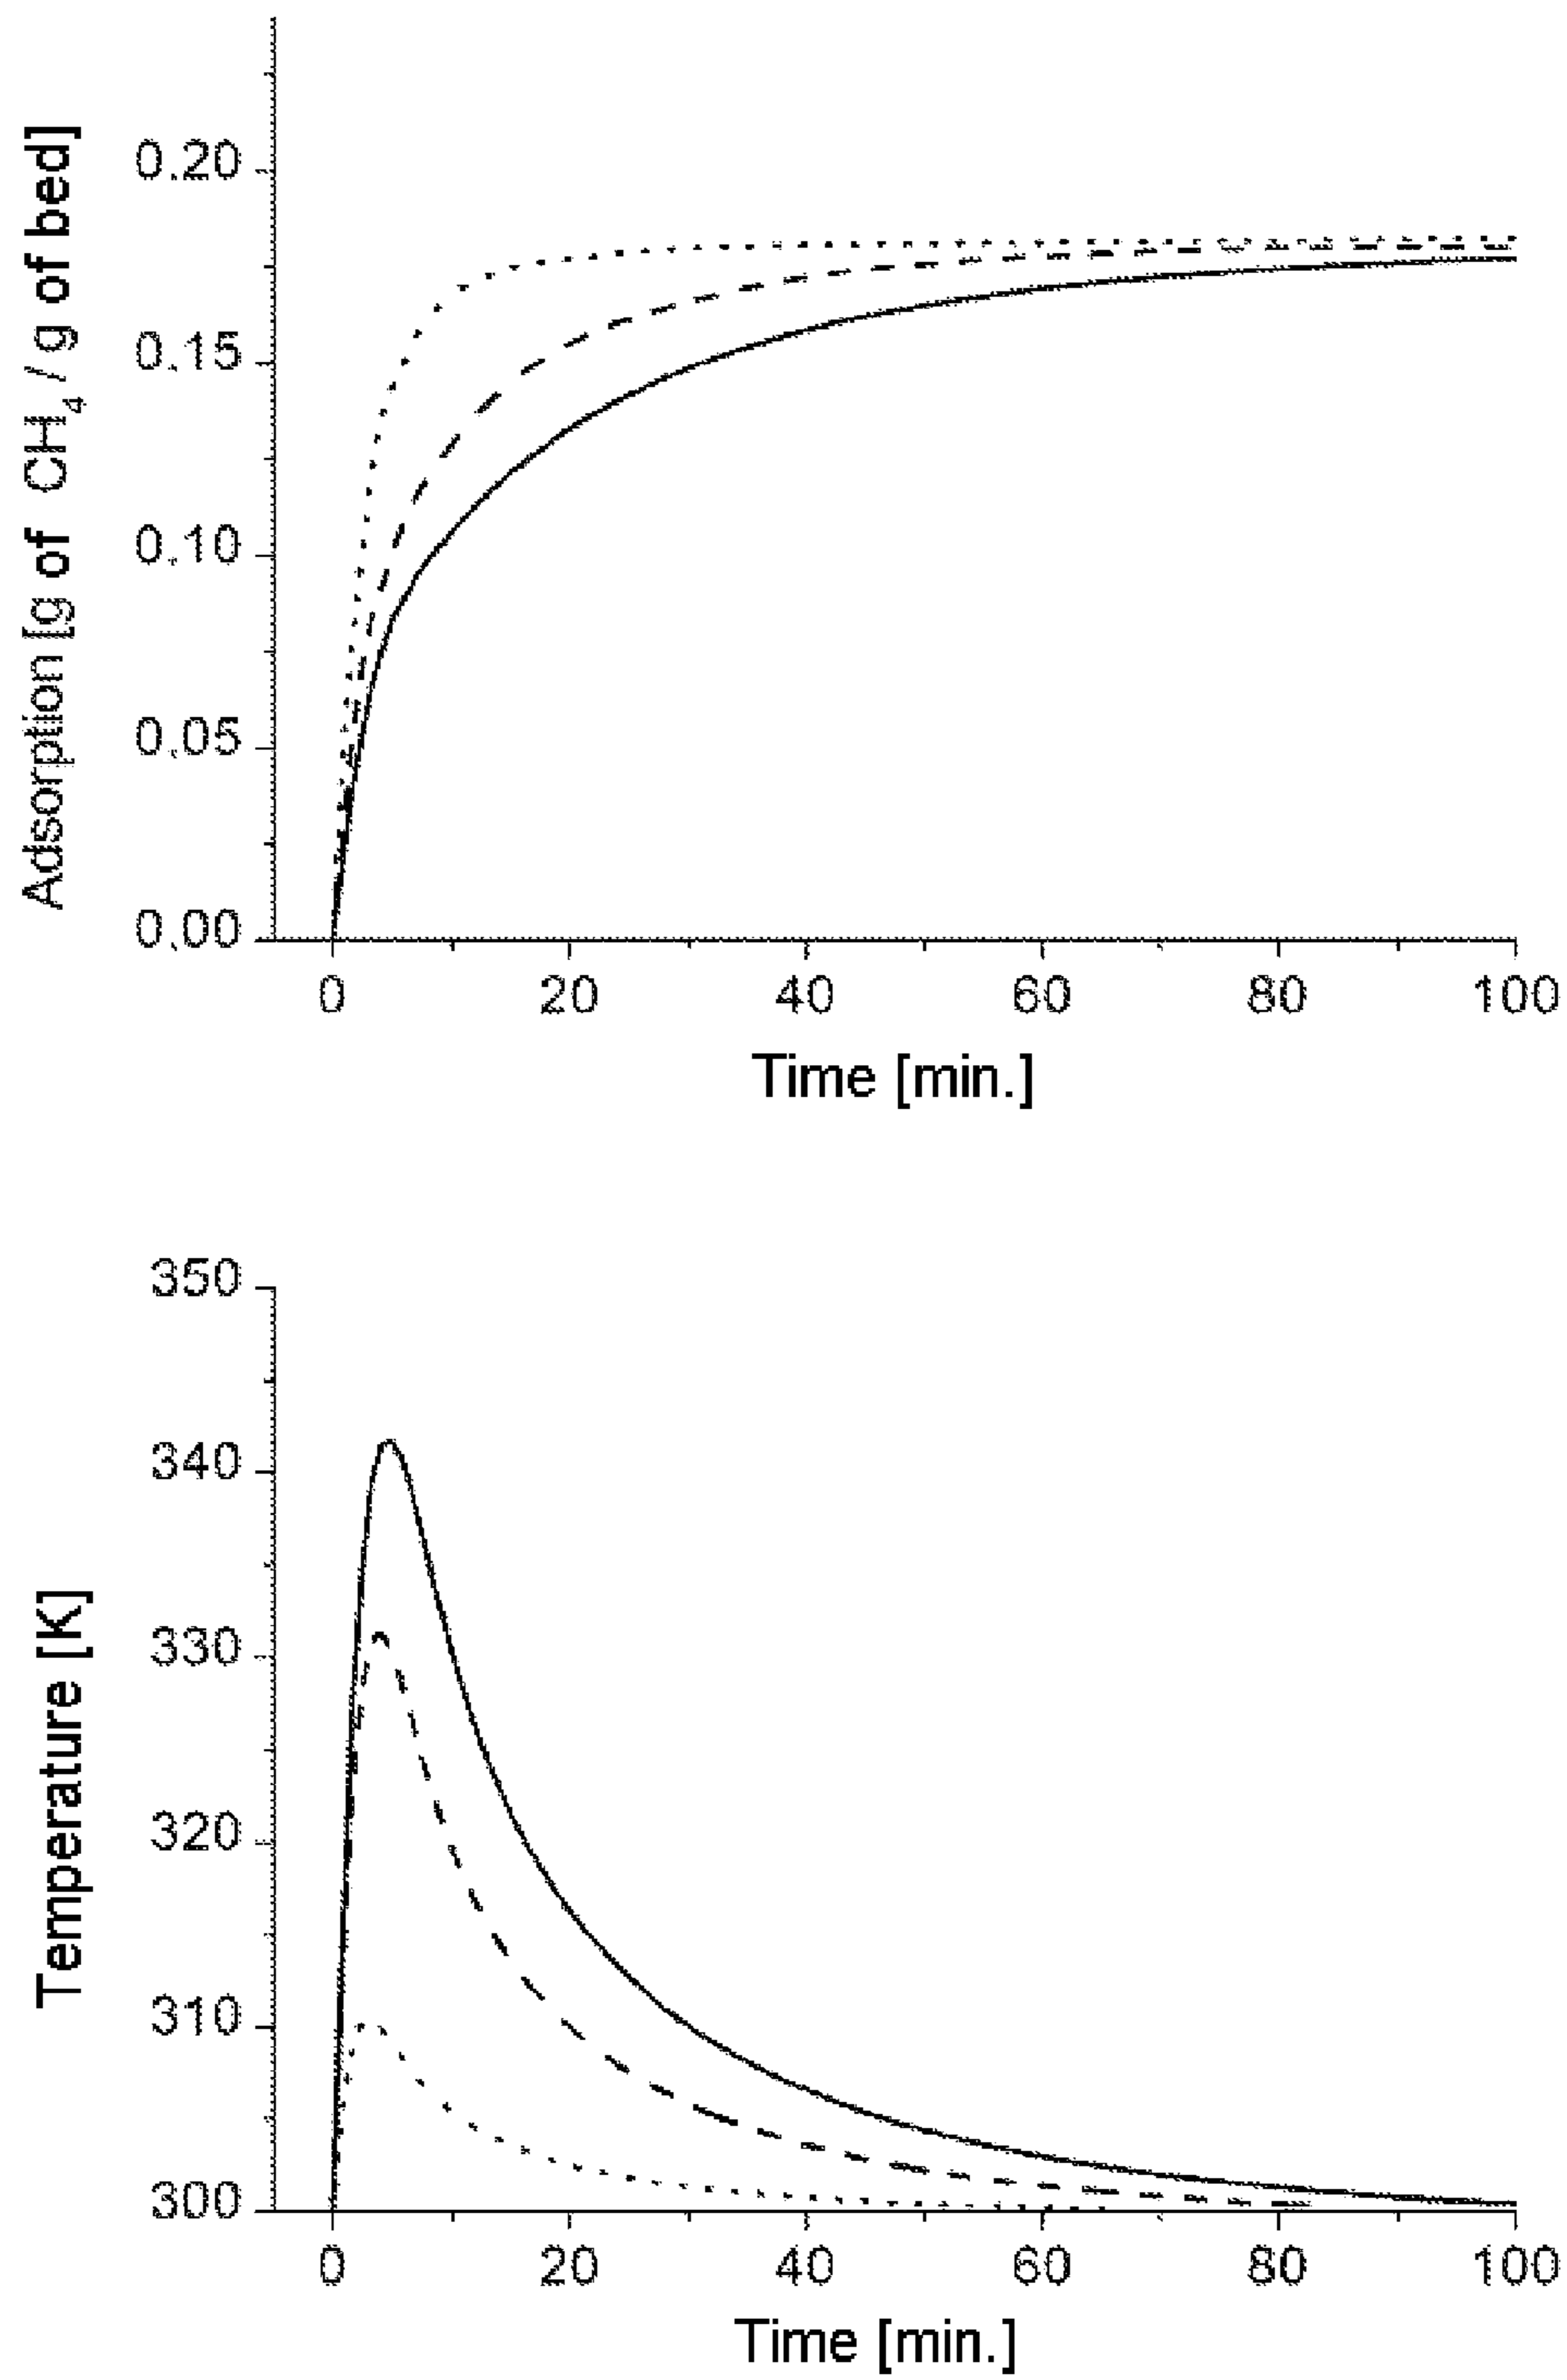 Adsorption [g of CH4 / g of bed]
0.20
0.15
0.10
0.05
0.00
0 20 40 60 80 100
Time [min.]
Temperature [K]
350
340
330
320
310
300
0 20 40 60 80 100
Time [min.]